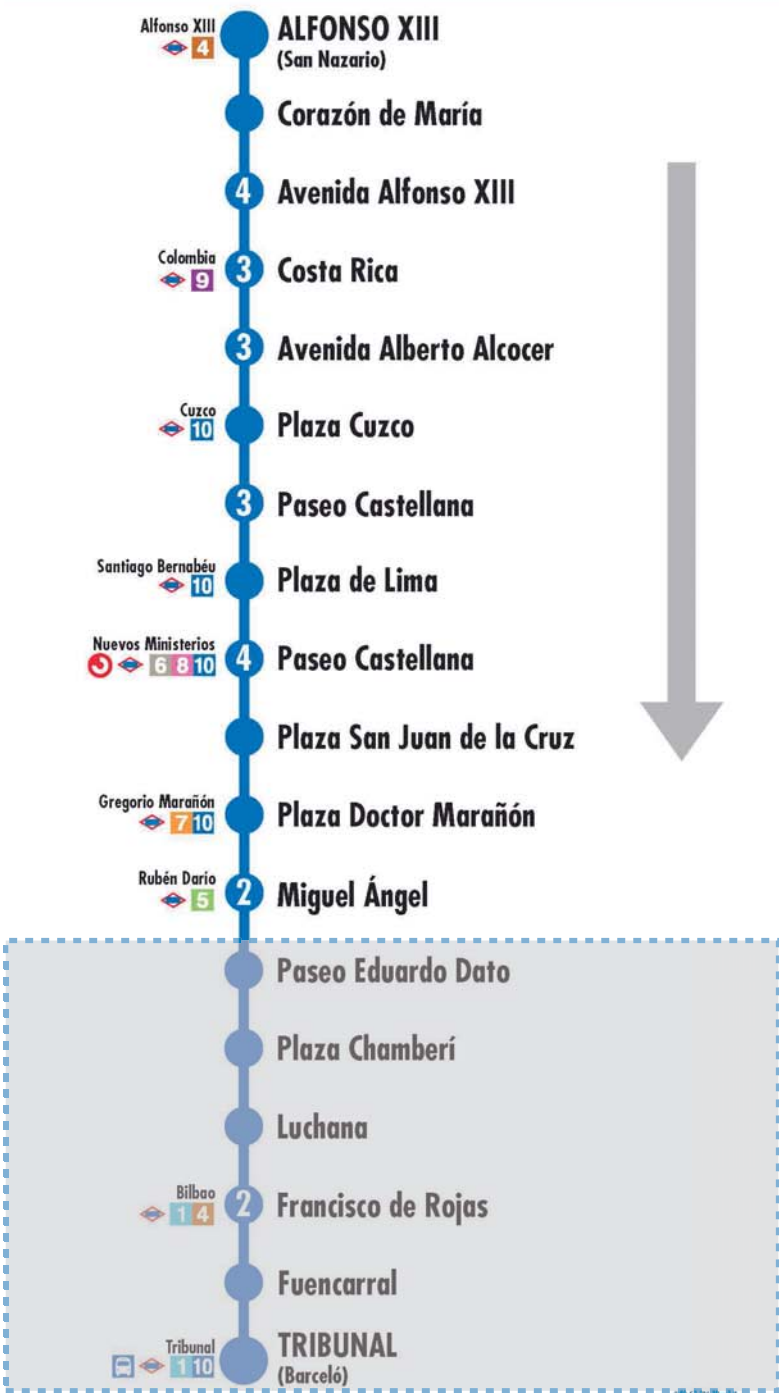 Alfonso XIII
4
ALFONSO XIII
(San Nazario)
Corazón de María
4 Avenida Alfonso XIII
Colombia
9 3 Costa Rica
3 Avenida Alberto Alcocer
Cuzco
10 Plaza Cuzco
3 Paseo Castellana
Santiago Bernabéu
10 Plaza de Lima
Nuevos Ministerios
6 8 10 4 Paseo Castellana
Plaza San Juan de la Cruz
Gregorio Marañón
7 10 Plaza Doctor Marañón
Rubén Darío
5 2 Miguel Ángel
Paseo Eduardo Dato
Plaza Chamberí
Luchana
Bilbao
1 4 2 Francisco de Rojas
Fuencarral
Tribunal
1 10
TRIBUNAL
(Barceló)